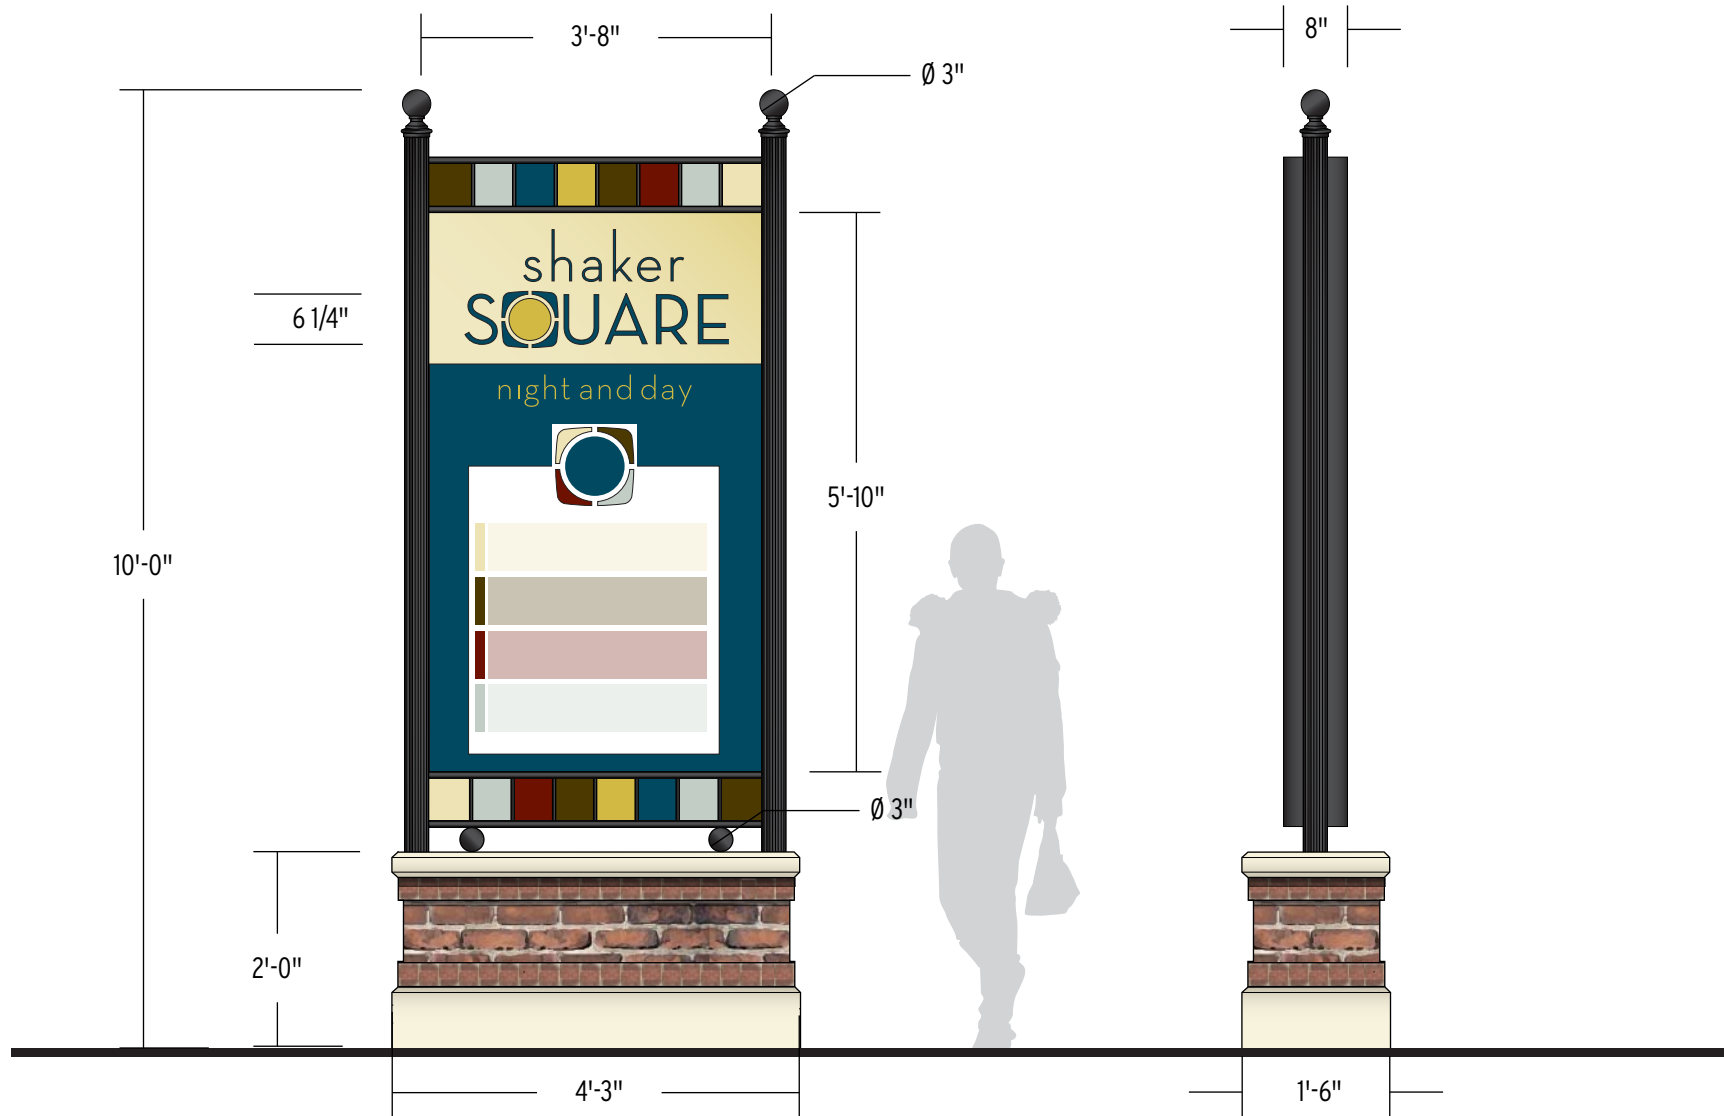 3'-8"
8"
Ø 3"
shaker
SQUARE
6 1/4"
night and day
5'-10"
10'-0"
Ø 3"
2'-0"
4'-3"
1'-6"